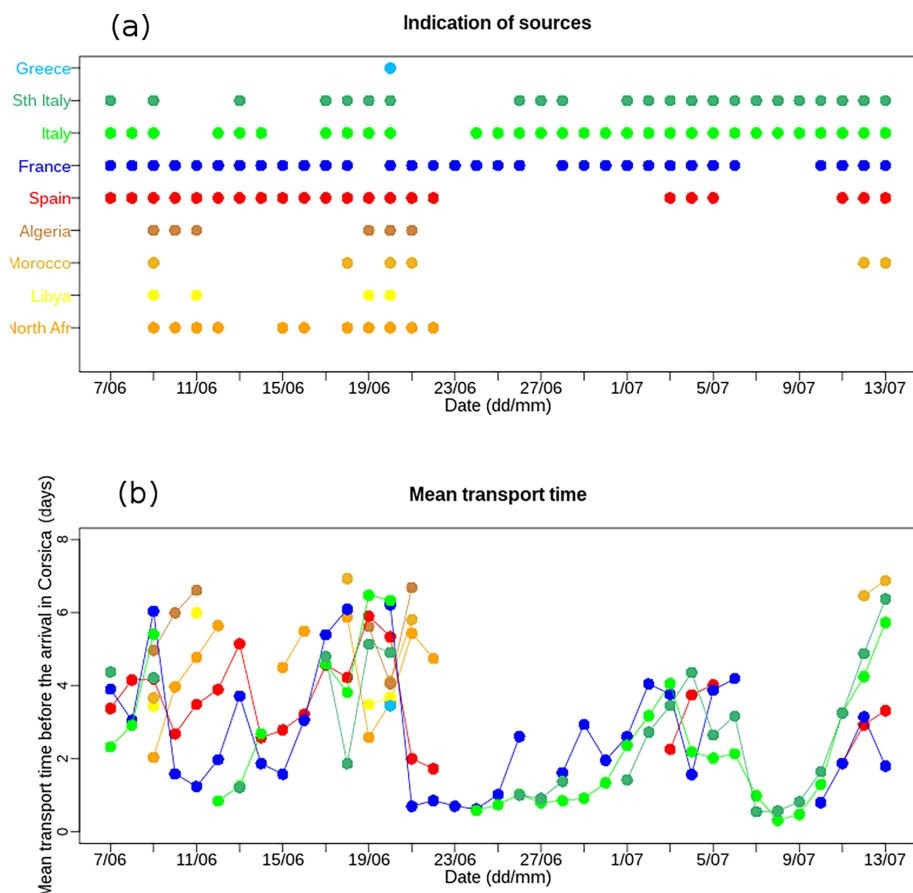 (a)
Indication of sources
Greece
Sth Italy
Italy
France
Spain
Algeria
Morocco
Libya
North Afr
7/06 11/06 15/06 19/06 23/06 27/06 1/07 5/07 9/07 13/07
Date (dd/mm)
(b)
Mean transport time
Mean transport time before the arrival in Corsica (days)
8
6
4
2
0
7/06 11/06 15/06 19/06 23/06 27/06 1/07 5/07 9/07 13/07
Date (dd/mm)